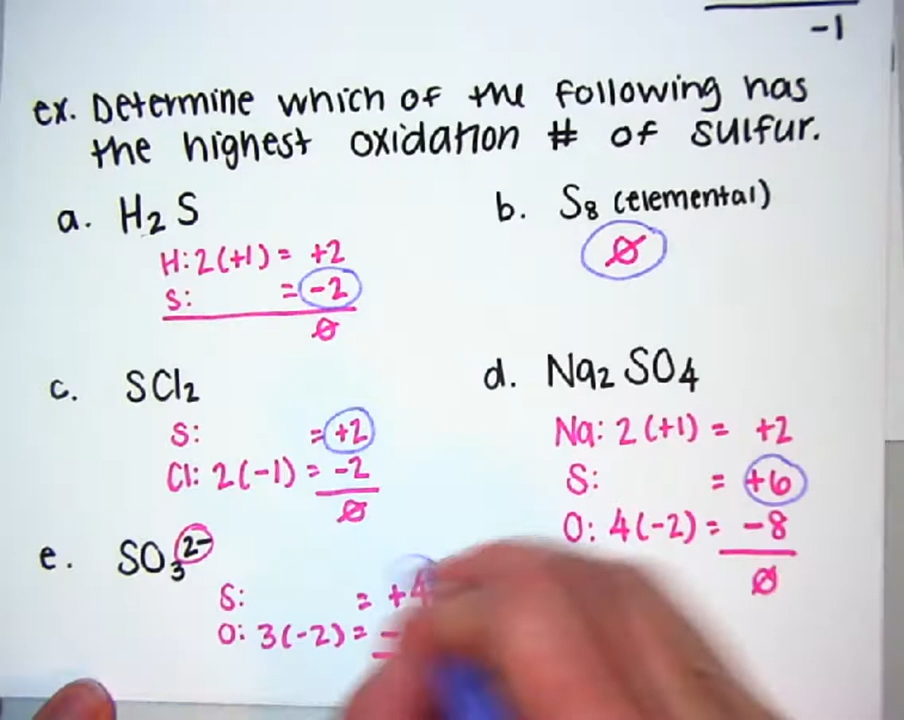 -1
ex. Determine which of the following has
the highest oxidation # of sulfur.
a. H₂S
H: 2(+1) = +2
S: = -2
∅
b. S₈ (elemental)
∅
c. SCl₂
S: = +2
Cl: 2(-1) = -2
∅
d. Na₂SO₄
Na: 2(+1) = +2
S: = +6
O: 4(-2) = -8
∅
e. SO₃²⁻
S: = +4
O: 3(-2) = -